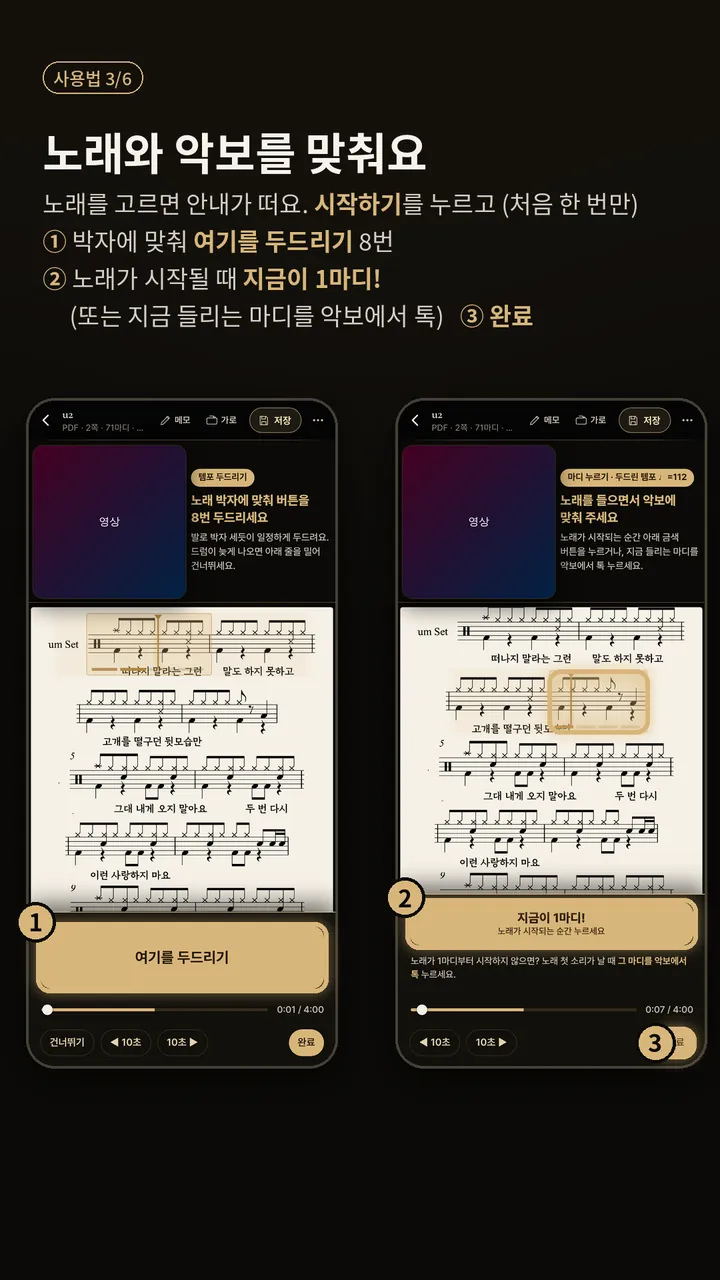 사용법 3/6
노래와 악보를 맞춰요
노래를 고르면 안내가 떠요. 시작하기를 누르고 (처음 한 번만)
① 박자에 맞춰 여기를 두드리기 8번
② 노래가 시작될 때 지금이 1마디!
(또는 지금 들리는 마디를 악보에서 톡) ③ 완료
u2
PDF · 2쪽 · 71마디 · ...
메모
가로
저장
영상
템포 두드리기
노래 박자에 맞춰 버튼을
8번 두드리세요
발로 박자 세듯이 일정하게 두드려요.
드럼이 늦게 나오면 아래 줄을 밀어
건너뛰세요.
um Set
떠나지 말라는 그런 말도 하지 못하고
고개를 떨구던 뒷모습만
5
그대 내게 오지 말아요 두 번 다시
이런 사랑하지 마요
9
1
여기를 두드리기
0:01 / 4:00
건너뛰기
◀ 10초
10초 ▶
완료
u2
PDF · 2쪽 · 71마디 · ...
메모
가로
저장
영상
마디 누르기 · 두드린 템포 ♩=112
노래를 들으면서 악보에
맞춰 주세요
노래가 시작되는 순간 아래 금색
버튼을 누르거나, 지금 들리는 마디를
악보에서 톡 누르세요.
um Set
떠나지 말라는 그런 말도 하지 못하고
고개를 떨구던 뒷모습만
5
그대 내게 오지 말아요 두 번 다시
이런 사랑하지 마요
9
2
지금이 1마디!
노래가 시작되는 순간 누르세요
노래가 1마디부터 시작하지 않으면? 노래 첫 소리가 날 때 그 마디를 악보에서
톡 누르세요.
0:07 / 4:00
◀ 10초
10초 ▶
3
료